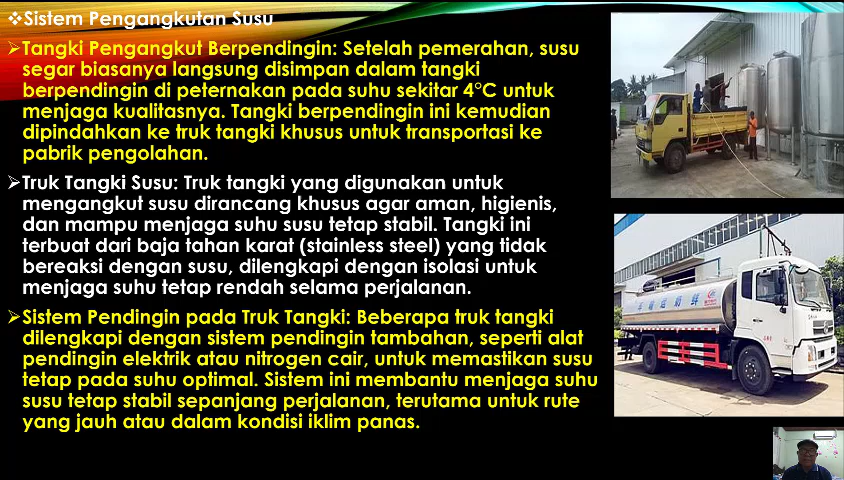 ❖Sistem Pengangkutan Susu
➢Tangki Pengangkut Berpendingin: Setelah pemerahan, susu
segar biasanya langsung disimpan dalam tangki
berpendingin di peternakan pada suhu sekitar 4°C untuk
menjaga kualitasnya. Tangki berpendingin ini kemudian
dipindahkan ke truk tangki khusus untuk transportasi ke
pabrik pengolahan.
➢Truk Tangki Susu: Truk tangki yang digunakan untuk
mengangkut susu dirancang khusus agar aman, higienis,
dan mampu menjaga suhu susu tetap stabil. Tangki ini
terbuat dari baja tahan karat (stainless steel) yang tidak
bereaksi dengan susu, dilengkapi dengan isolasi untuk
menjaga suhu tetap rendah selama perjalanan.
➢Sistem Pendingin pada Truk Tangki: Beberapa truk tangki
dilengkapi dengan sistem pendingin tambahan, seperti alat
pendingin elektrik atau nitrogen cair, untuk memastikan susu
tetap pada suhu optimal. Sistem ini membantu menjaga suhu
susu tetap stabil sepanjang perjalanan, terutama untuk rute
yang jauh atau dalam kondisi iklim panas.